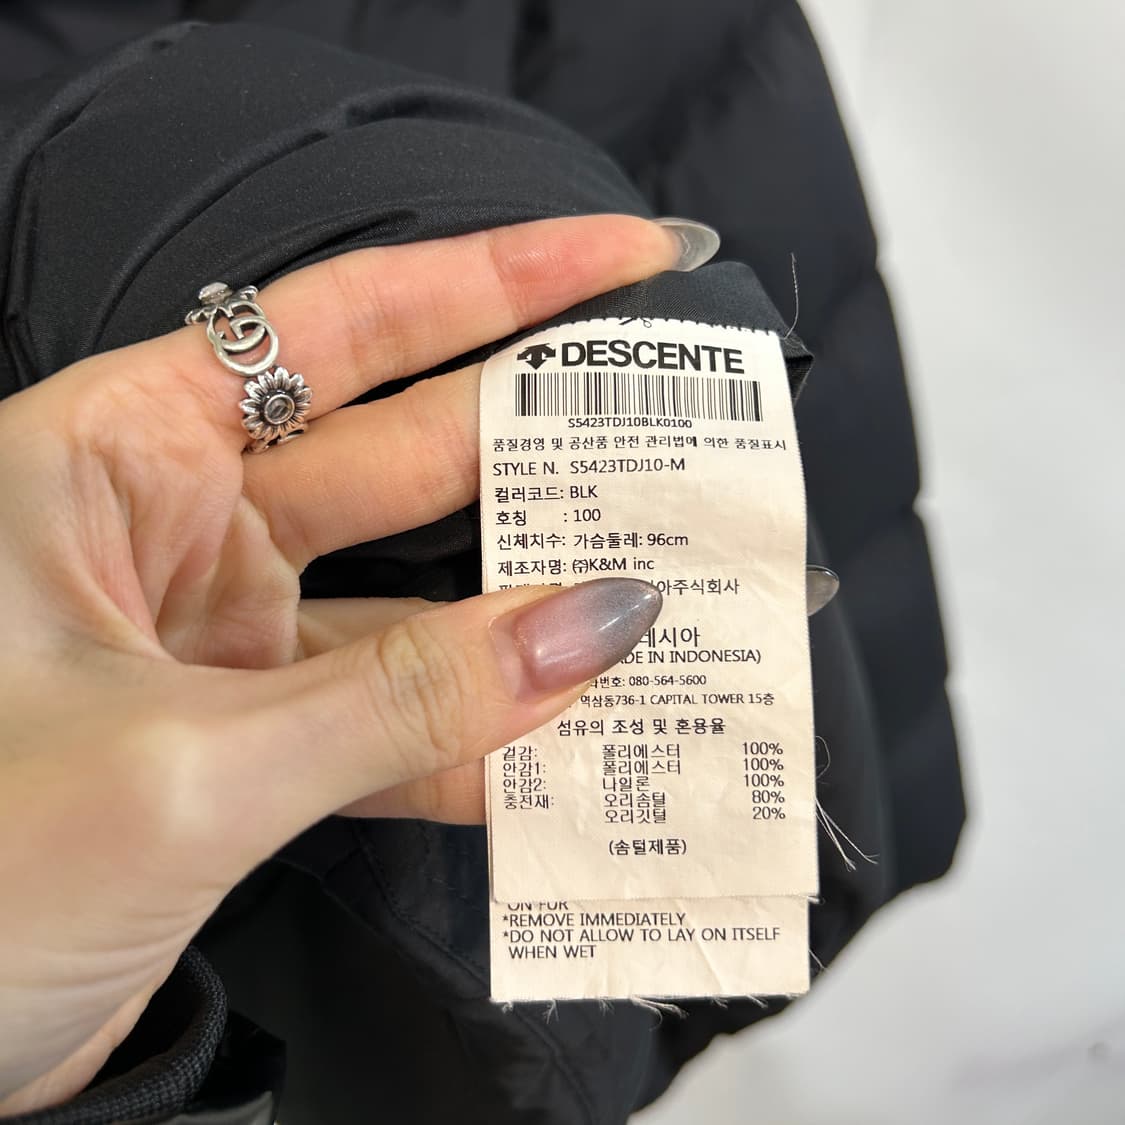 DESCENTE
S5423TDJ10BLK0100
품질경영 및 공산품 안전 관리법에 의한 품질표시
STYLE N. S5423TDJ10-M
컬러코드: BLK
호칭 : 100
신체치수: 가슴둘레: 96cm
제조자명: ㈜K&M inc
아주식회사
네시아
DE IN INDONESIA)
번호: 080-564-5600
역삼동736-1 CAPITAL TOWER 15층
섬유의 조성 및 혼용율
겉감: 폴리에스터 100%
안감1: 폴리에스터 100%
안감2: 나일론 100%
충전재: 오리솜털 80%
오리깃털 20%
(솜털제품)
ON FUR
*REMOVE IMMEDIATELY
*DO NOT ALLOW TO LAY ON ITSELF
WHEN WET